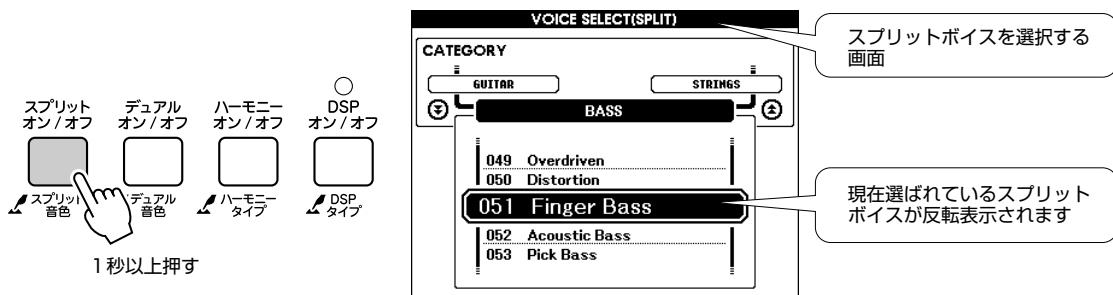 スプリット
オン / オフ
デュアル
オン / オフ
ハーモニー
オン / オフ
DSP
オン / オフ
スプリット
音色
デュアル
音色
ハーモニー
タイプ
DSP
タイプ
1秒以上押す
VOICE SELECT(SPLIT)
CATEGORY
GUITAR
STRINGS
BASS
049 Overdriven
050 Distortion
051 Finger Bass
052 Acoustic Bass
053 Pick Bass
スプリットボイスを選択する
画面
現在選ばれているスプリット
ボイスが反転表示されます